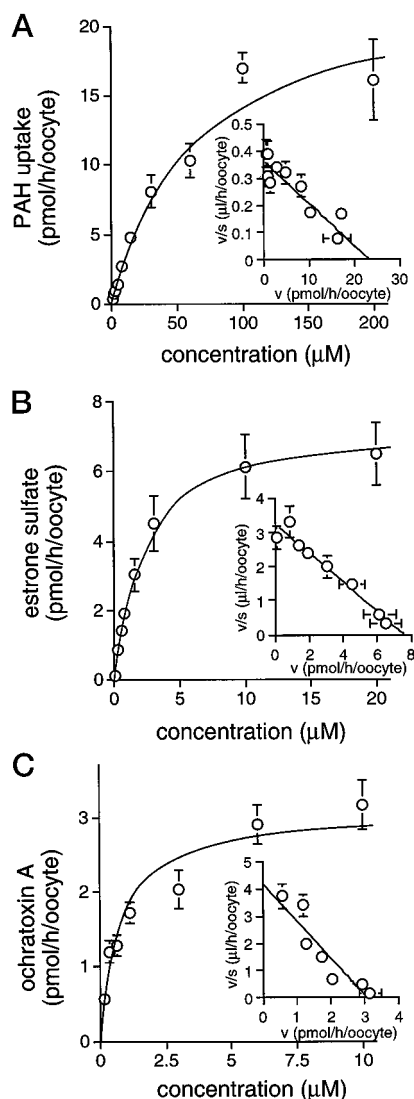 A
PAH uptake
(pmol/h/oocyte)
20
15
10
5
0
0 50 100 150 200
concentration (μM)
v/s (μl/h/oocyte)
0.5
0.4
0.3
0.2
0.1
0
0 10 20 30
v (pmol/h/oocyte)
B
estrone sulfate
(pmol/h/oocyte)
8
6
4
2
0
0 5 10 15 20
concentration (μM)
v/s (μl/h/oocyte)
4
3
2
1
0
0 2 4 6 8
v (pmol/h/oocyte)
C
ochratoxin A
(pmol/h/oocyte)
3
2
1
0
0 2.5 5 7.5 10
concentration (μM)
v/s (μl/h/oocyte)
5
4
3
2
1
0
0 1 2 3 4
v (pmol/h/oocyte)